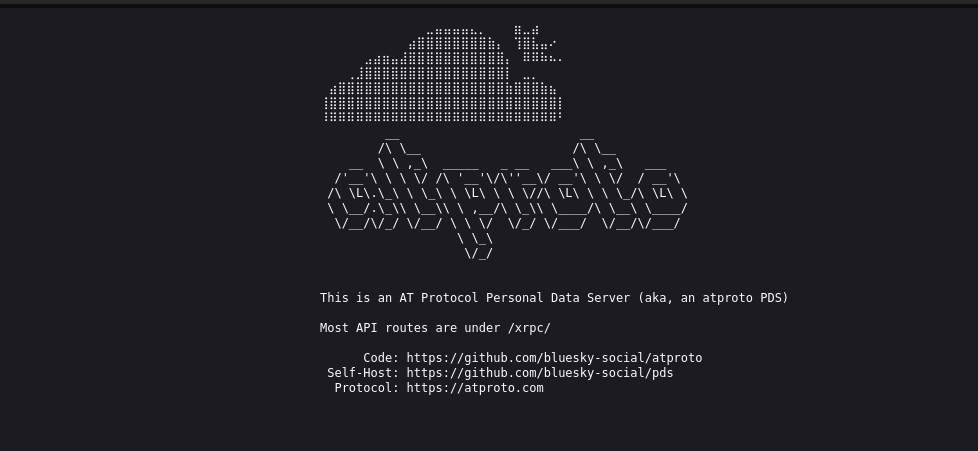 atproto
This is an AT Protocol Personal Data Server (aka, an atproto PDS)
Most API routes are under /xrpc/
Code: https://github.com/bluesky-social/atproto
Self-Host: https://github.com/bluesky-social/pds
Protocol: https://atproto.com